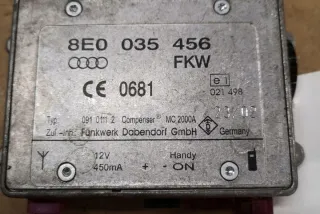 8E0 035 456
FKW
CE 0681
e1
021 498
Typ: 091 0111 2 Compenser MC 2000A
Zul.-Inh.: Funkwerk Dabendorf GmbH Germany
12V Handy
450mA + - ON